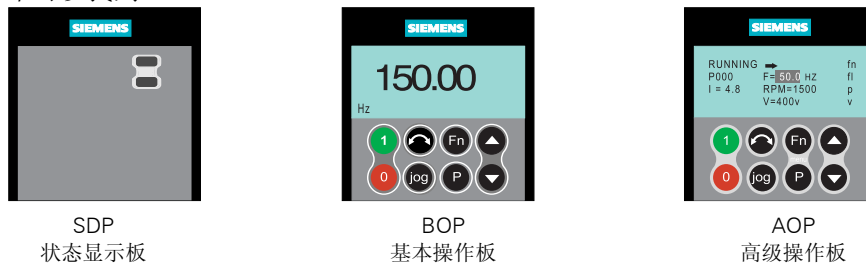 SIEMENS
SDP
状态显示板
SIEMENS
150.00
Hz
1
Fn
0
jog
P
BOP
基本操作板
SIEMENS
RUNNING fn
P000 F= 50.0 HZ fl
I = 4.8 RPM=1500 p
V=400v v
1
Fn
0
jog
P
AOP
高级操作板